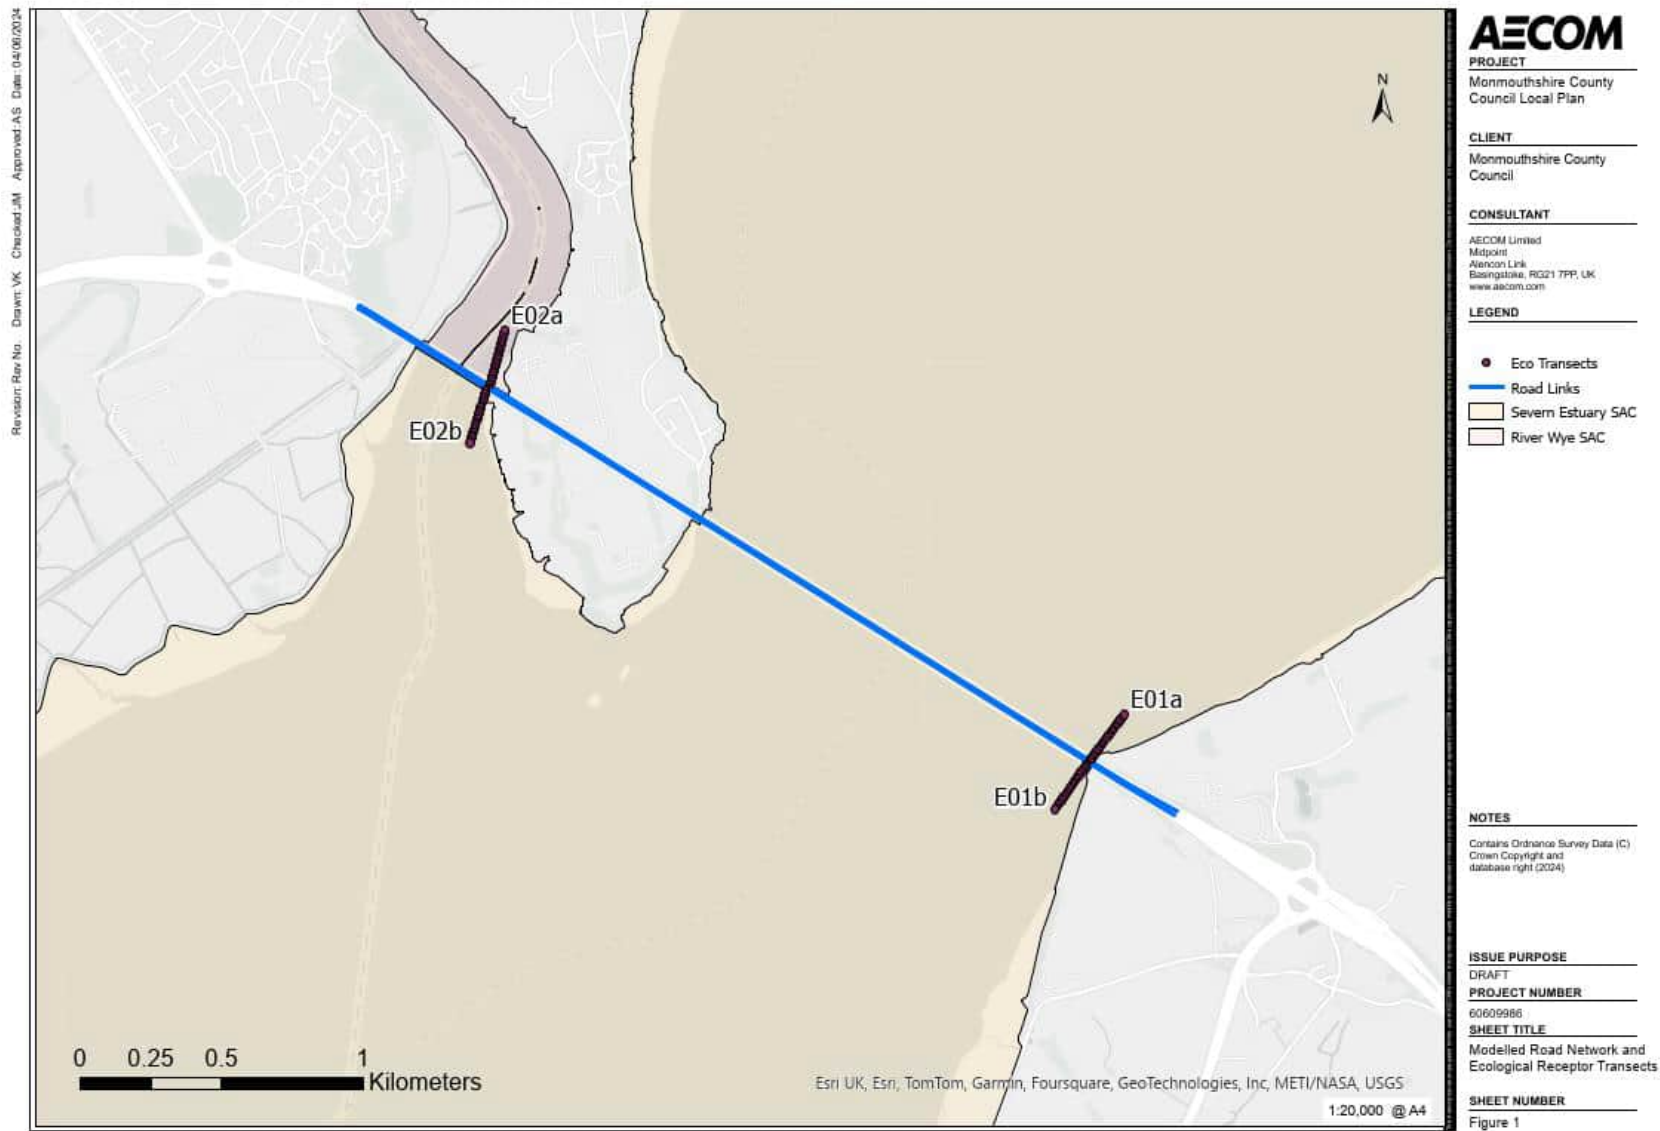 Revision: Rev No. Drawn: VK Checked: JM Approved: AS Date: 04/06/2024
AECOM
PROJECT
Monmouthshire County
Council Local Plan
CLIENT
Monmouthshire County
Council
CONSULTANT
AECOM Limited
Midpoint
Alencon Link
Basingstoke, RG21 7PP, UK
www.aecom.com
LEGEND
Eco Transects
Road Links
Severn Estuary SAC
River Wye SAC
N
E02a
E02b
E01a
E01b
NOTES
Contains Ordnance Survey Data (C)
Crown Copyright and
database right (2024)
ISSUE PURPOSE
DRAFT
PROJECT NUMBER
60609986
SHEET TITLE
Modelled Road Network and
Ecological Receptor Transects
SHEET NUMBER
Figure 1
0 0.25 0.5 1
Kilometers
Esri UK, Esri, TomTom, Garmin, Foursquare, GeoTechnologies, Inc, METI/NASA, USGS
1:20,000 @ A4